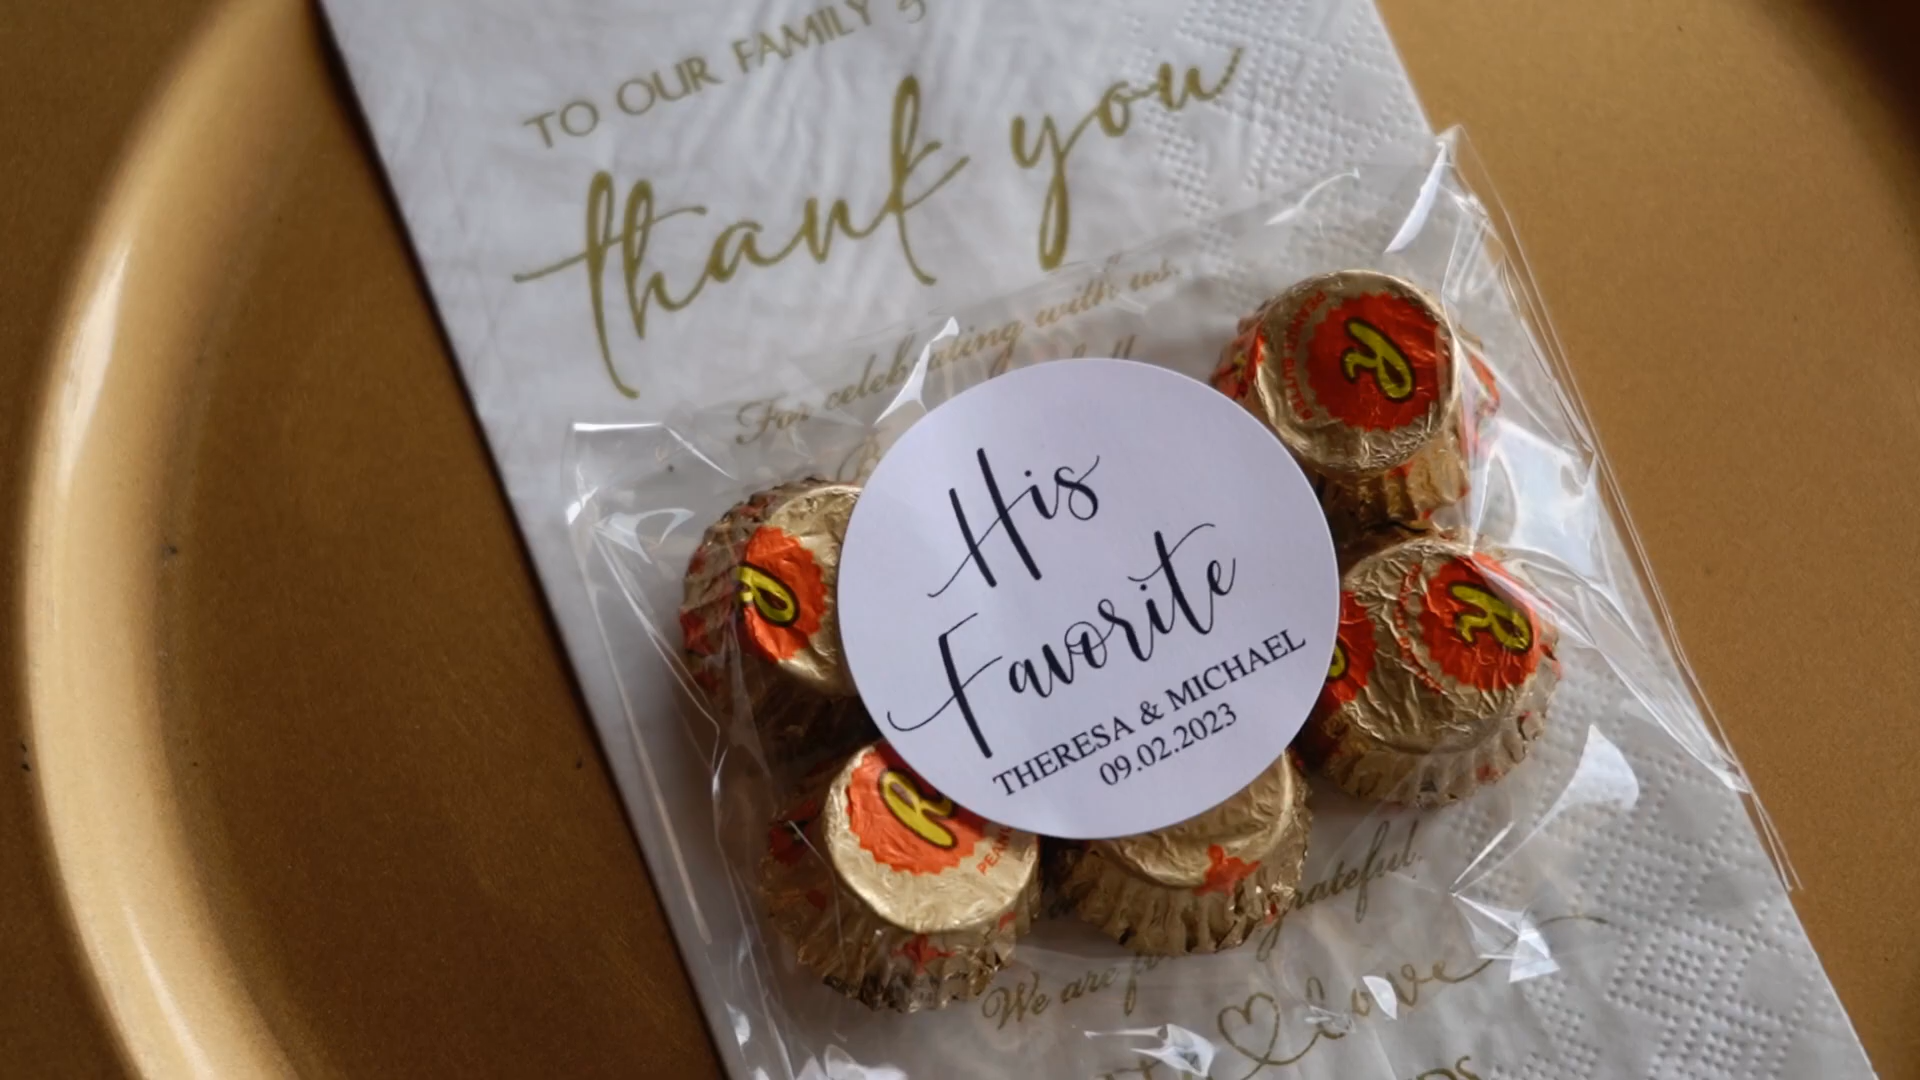 TO OUR FAMILY
thank you
For celebrating with us.
His
Favorite
THERESA & MICHAEL
09.02.2023
We are grateful.
love